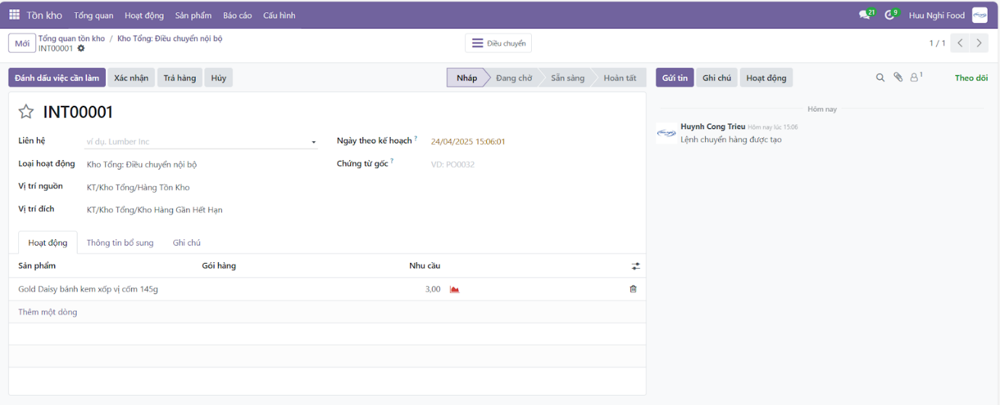 Tồn kho Tổng quan Hoạt động Sản phẩm Báo cáo Cấu hình 21 9 Huu Nghi Food
Mới Tổng quan tồn kho / Kho Tổng: Điều chuyển nội bộ Điều chuyển 1 / 1
INT00001
Đánh dấu việc cần làm Xác nhận Trả hàng Hủy Nháp Đang chờ Sẵn sàng Hoàn tất Gửi tin Ghi chú Hoạt động 1 Theo dõi
INT00001
Liên hệ ví dụ. Lumber Inc Ngày theo kế hoạch ? 24/04/2025 15:06:01
Loại hoạt động Kho Tổng: Điều chuyển nội bộ Chứng từ gốc ? VD: PO0032
Vị trí nguồn KT/Kho Tổng/Hàng Tồn Kho
Vị trí đích KT/Kho Tổng/Kho Hàng Gần Hết Hạn
Hoạt động Thông tin bổ sung Ghi chú
Sản phẩm Gói hàng Nhu cầu
Gold Daisy bánh kem xốp vị cốm 145g 3,00
Thêm một dòng
Hôm nay
Huynh Cong Trieu Hôm nay lúc 15:06
Lệnh chuyển hàng được tạo